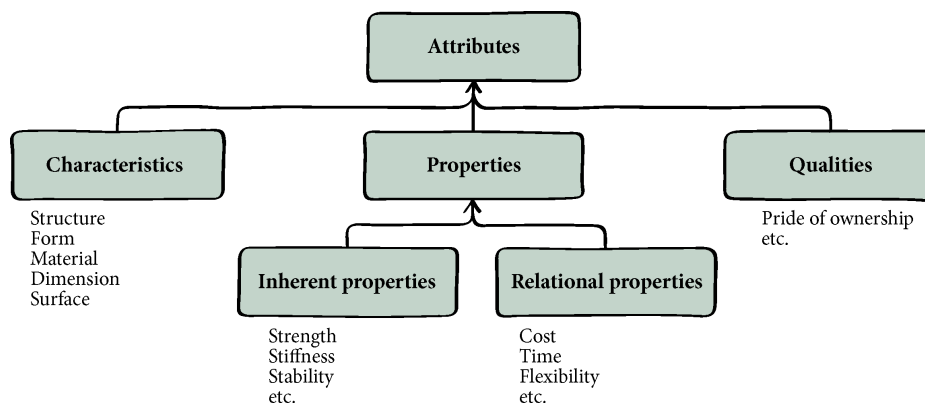 Attributes
Characteristics
Structure
Form
Material
Dimension
Surface
Properties
Inherent properties
Strength
Stiffness
Stability
etc.
Relational properties
Cost
Time
Flexibility
etc.
Qualities
Pride of ownership
etc.